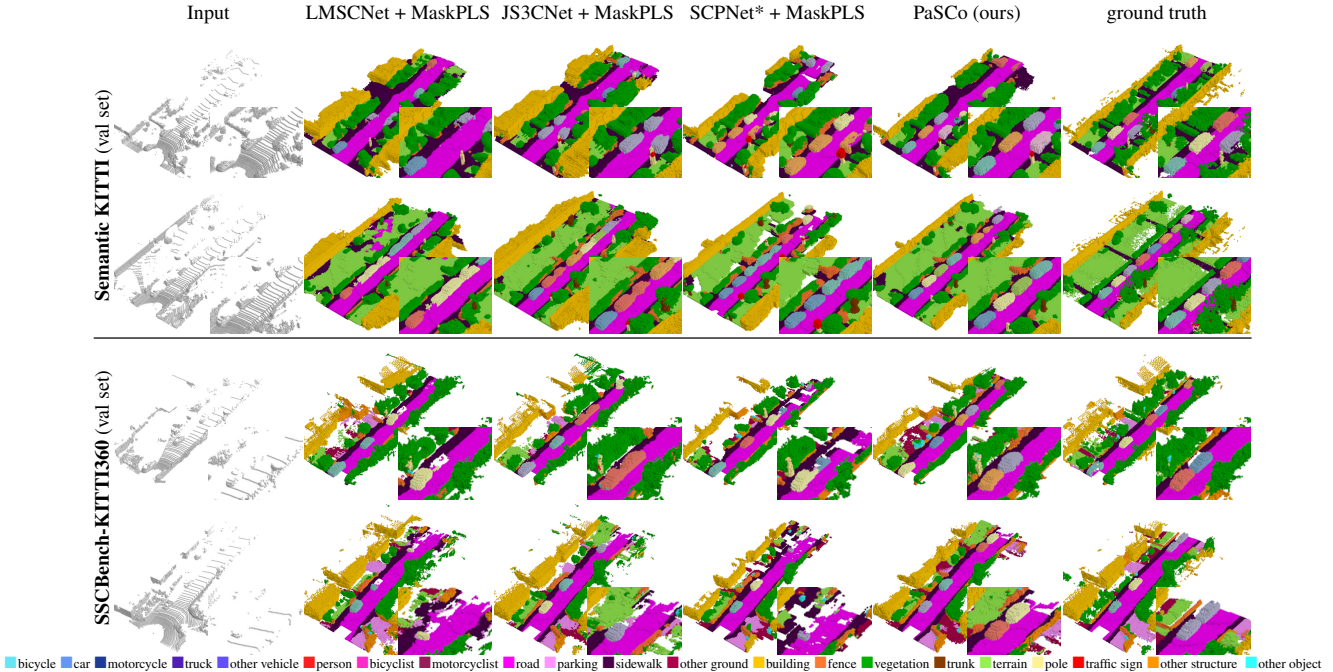 Input LMSCNet + MaskPLS JS3CNet + MaskPLS SCPNet* + MaskPLS PaSCo (ours) ground truth
Semantic KITTI (val set)
SSCBench-KITTI360 (val set)
bicycle car motorcycle truck other vehicle person bicyclist motorcyclist road parking sidewalk other ground building fence vegetation trunk terrain pole traffic sign other structure other object